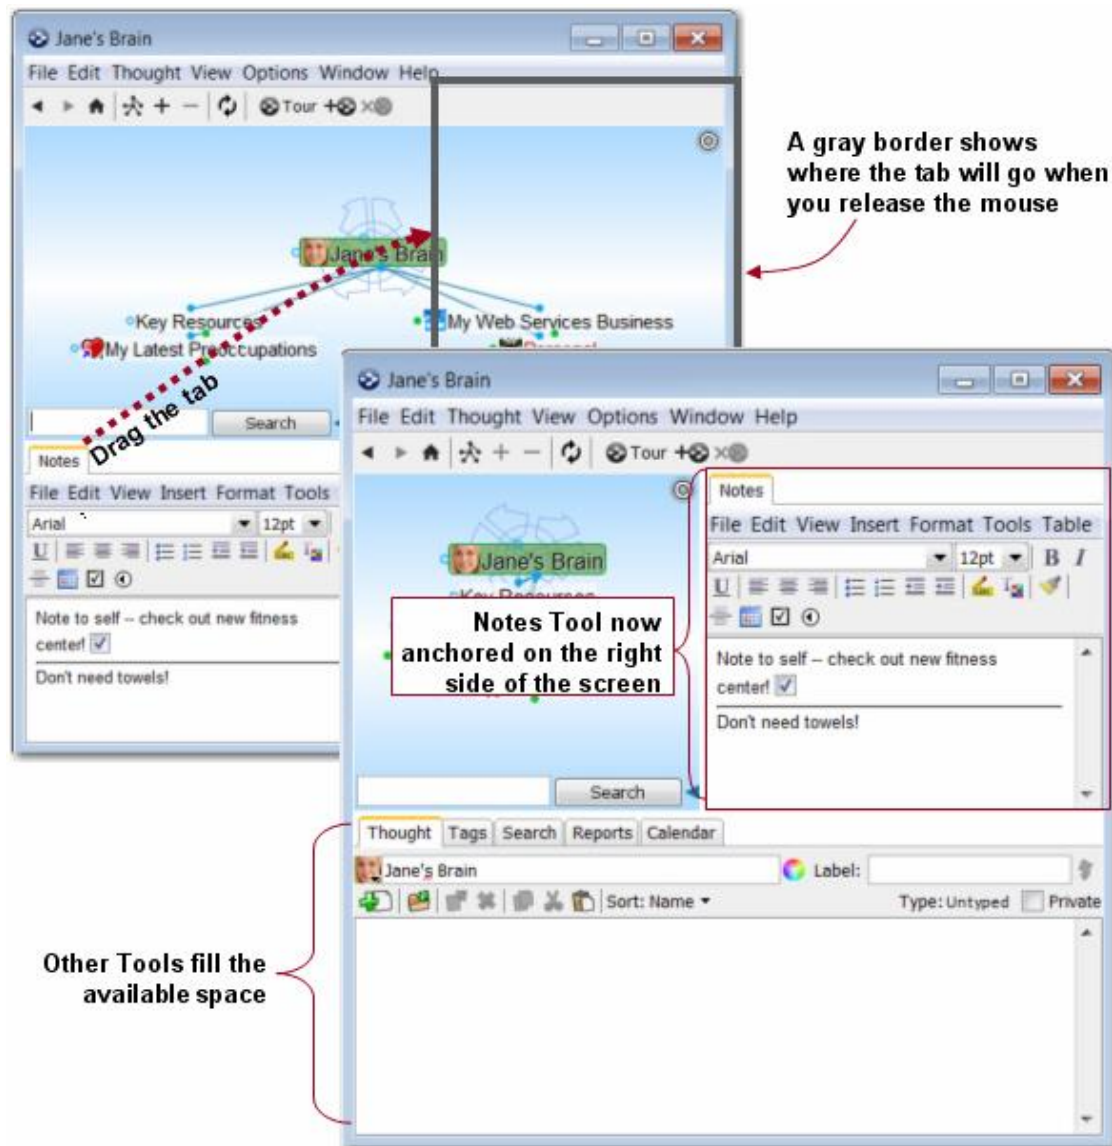 Jane's Brain
File Edit Thought View Options Window Help
Tour
A gray border shows
where the tab will go when
you release the mouse
Jane's Brain
Key Resources
My Web Services Business
My Latest Preoccupations
Personal
Drag the tab
Search
Notes
File Edit View Insert Format Tools
Arial 12pt
U
Note to self -- check out new fitness
center!
Don't need towels!
Jane's Brain
File Edit Thought View Options Window Help
Tour
Notes
File Edit View Insert Format Tools Table
Arial 12pt B I
U
Jane's Brain
Key Resources
Notes Tool now
anchored on the right
side of the screen
Note to self -- check out new fitness
center!
Don't need towels!
Search
Thought Tags Search Reports Calendar
Jane's Brain Label:
Sort: Name Type: Untyped Private
Other Tools fill the
available space